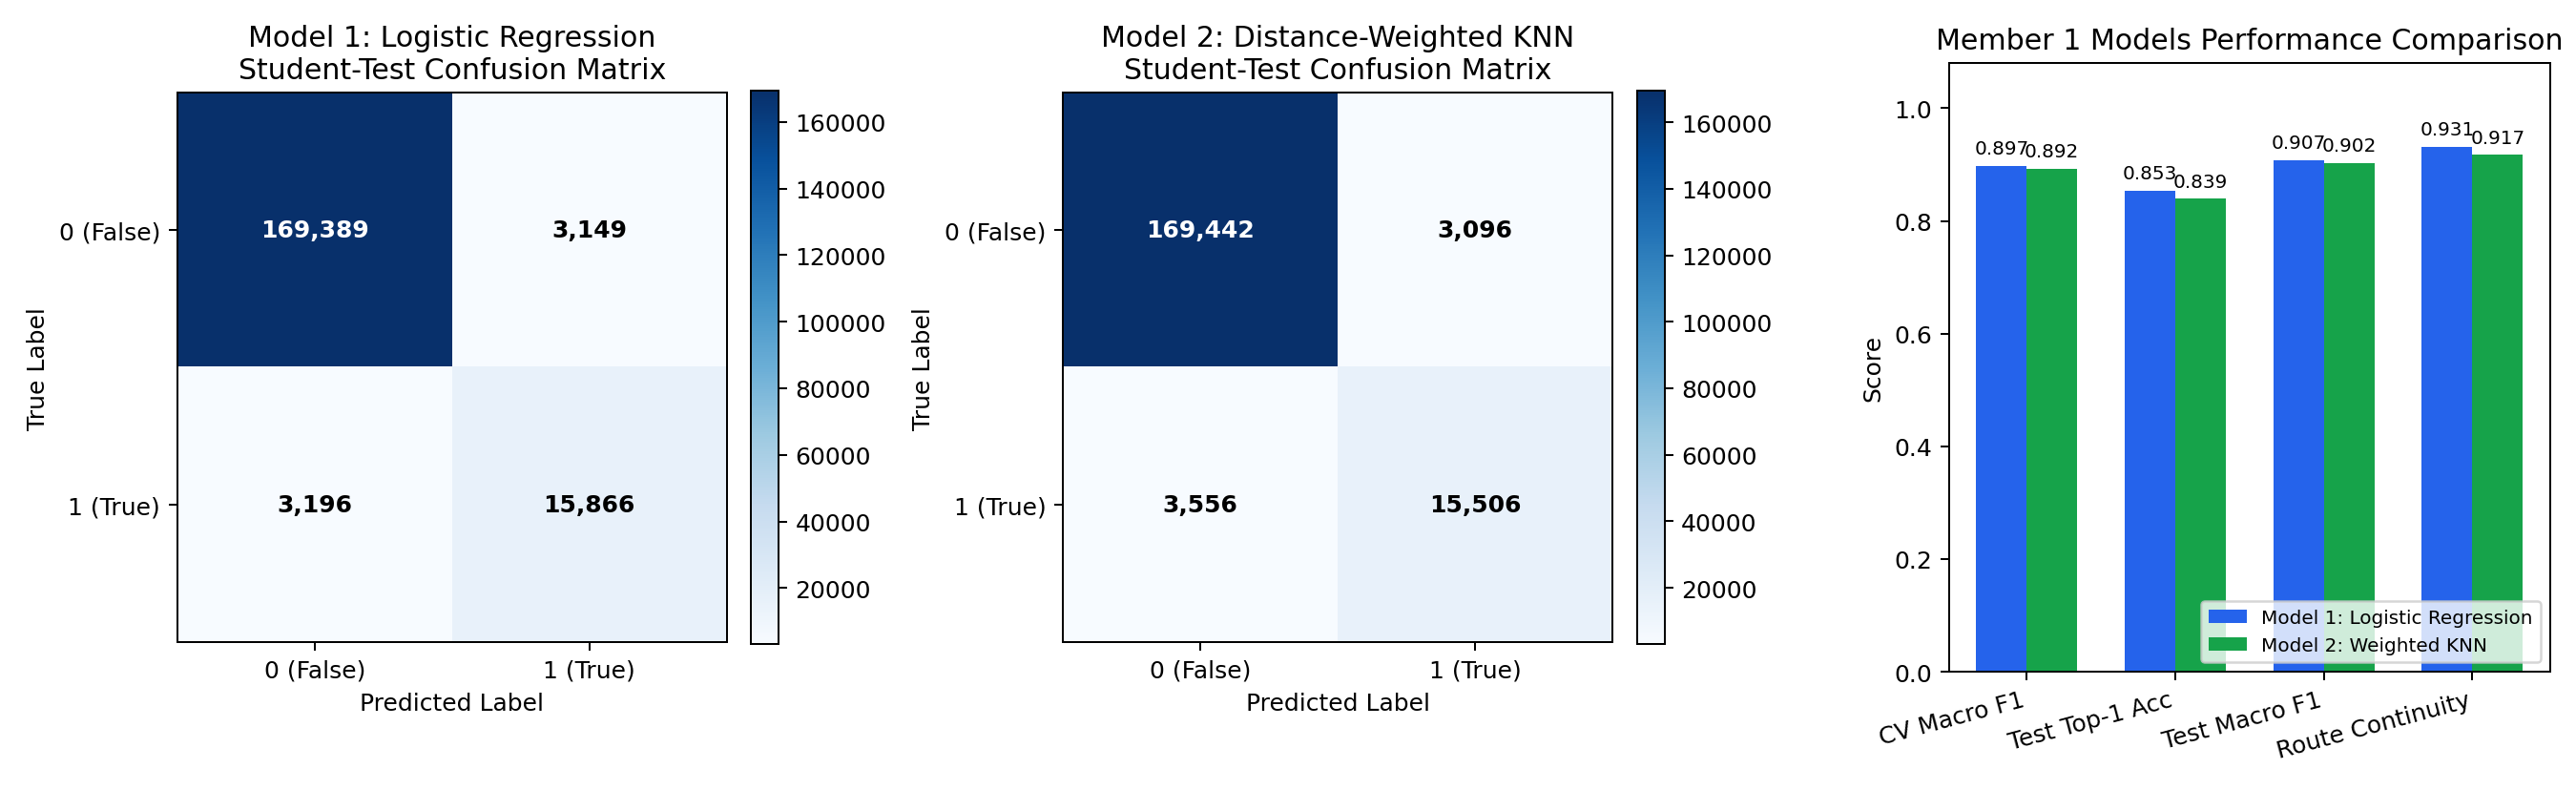 Model 1: Logistic Regression
Student-Test Confusion Matrix
True Label
0 (False)
1 (True)
169,389
3,149
3,196
15,866
0 (False)
1 (True)
Predicted Label
160000
140000
120000
100000
80000
60000
40000
20000
Model 2: Distance-Weighted KNN
Student-Test Confusion Matrix
True Label
0 (False)
1 (True)
169,442
3,096
3,556
15,506
0 (False)
1 (True)
Predicted Label
160000
140000
120000
100000
80000
60000
40000
20000
Member 1 Models Performance Comparison
Score
1.0
0.8
0.6
0.4
0.2
0.0
0.897
0.892
0.853
0.839
0.907
0.902
0.931
0.917
Model 1: Logistic Regression
Model 2: Weighted KNN
CV Macro F1
Test Top-1 Acc
Test Macro F1
Route Continuity